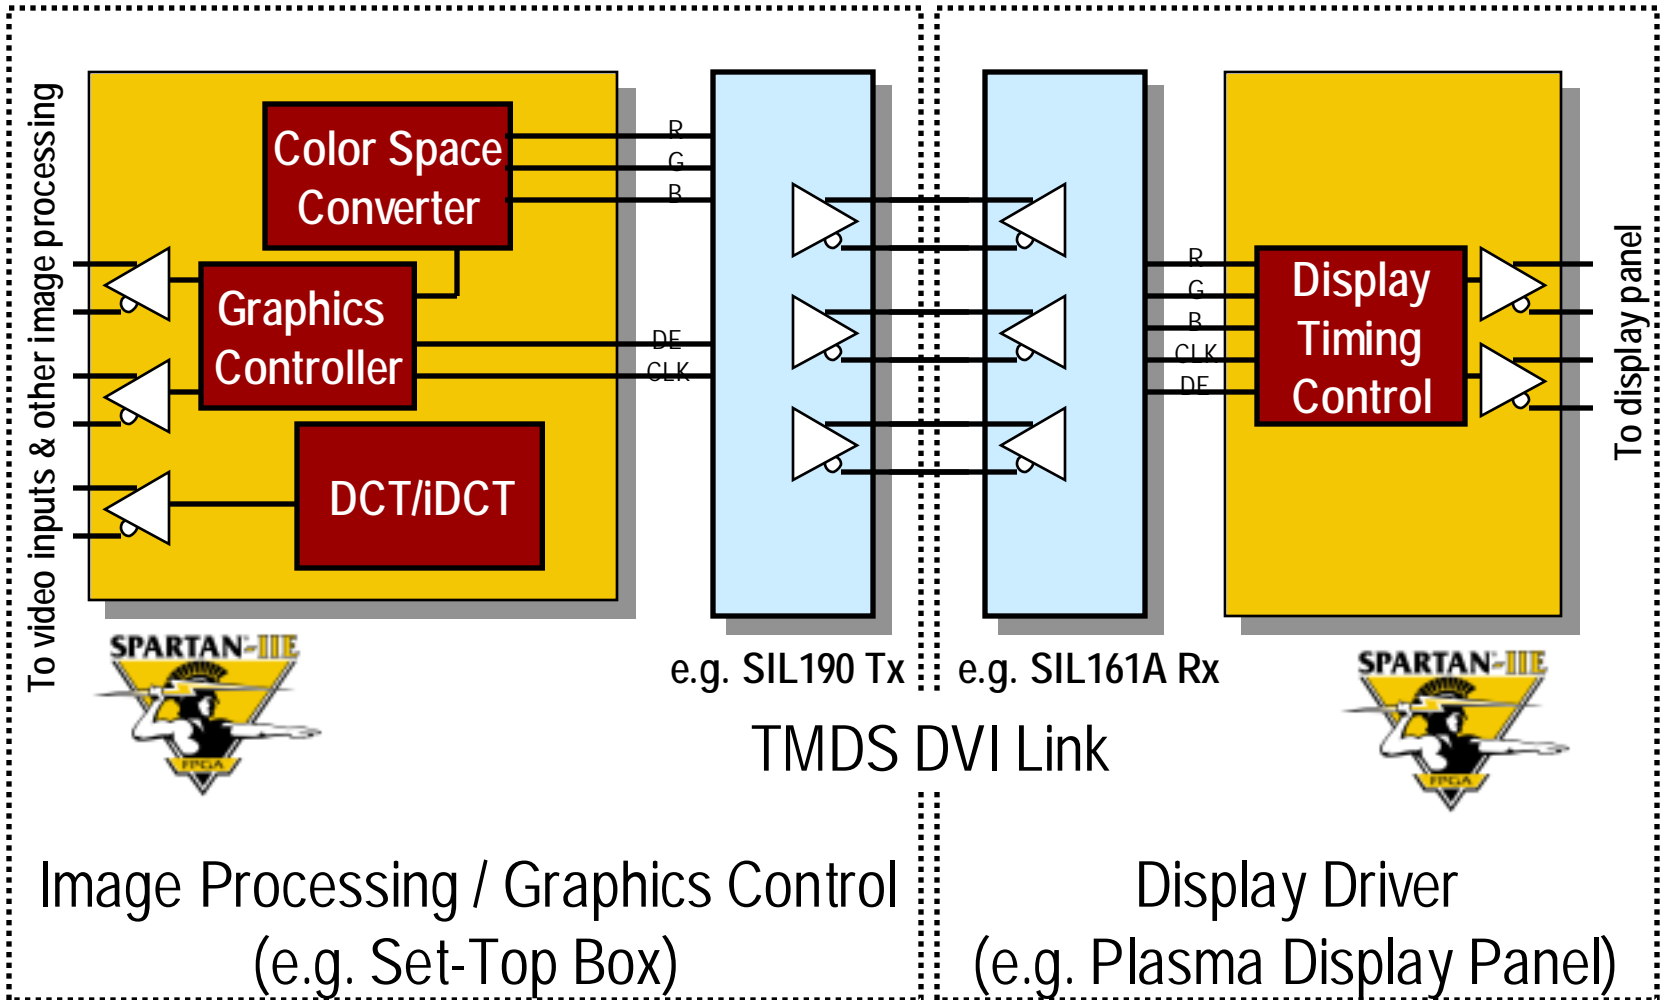 To video inputs & other image processing
Color Space
Converter
Graphics
Controller
DCT/iDCT
R
G
B
DE
CLK
R
G
B
CLK
DE
Display
Timing
Control
To display panel
SPARTAN-IIE
FPGA
e.g. SIL190 Tx
e.g. SIL161A Rx
SPARTAN-IIE
FPGA
TMDS DVI Link
Image Processing / Graphics Control
(e.g. Set-Top Box)
Display Driver
(e.g. Plasma Display Panel)